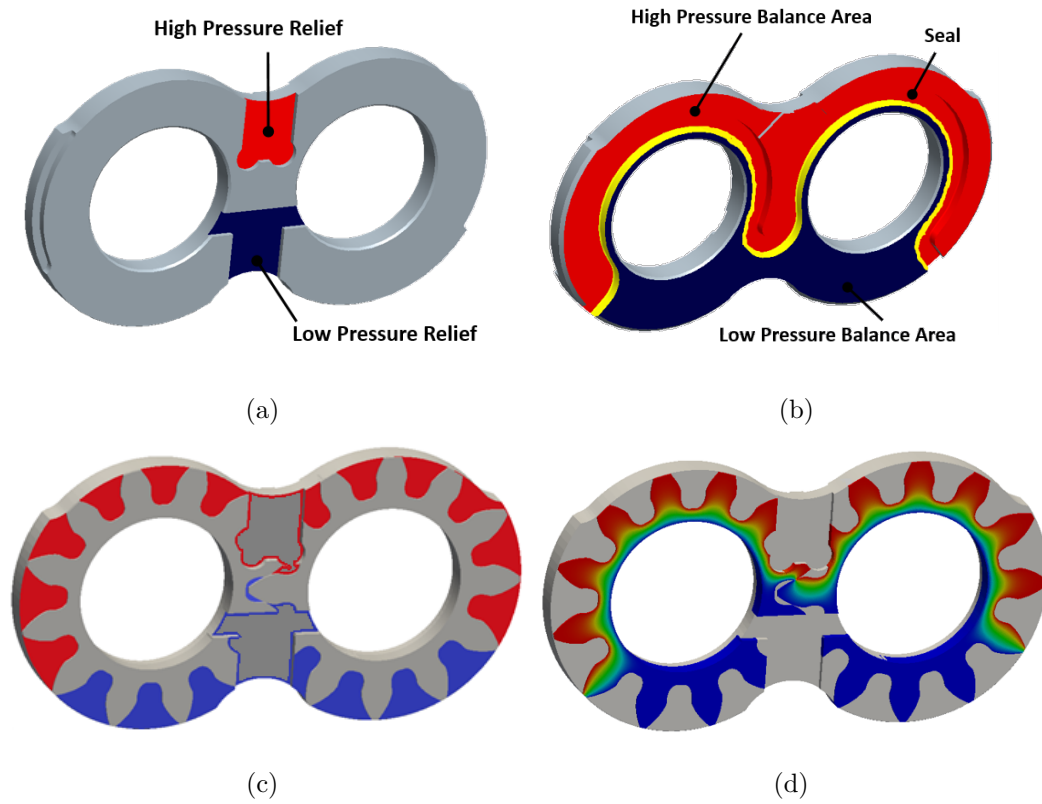 High Pressure Relief
Low Pressure Relief
(a)
High Pressure Balance Area
Seal
Low Pressure Balance Area
(b)
(c)
(d)